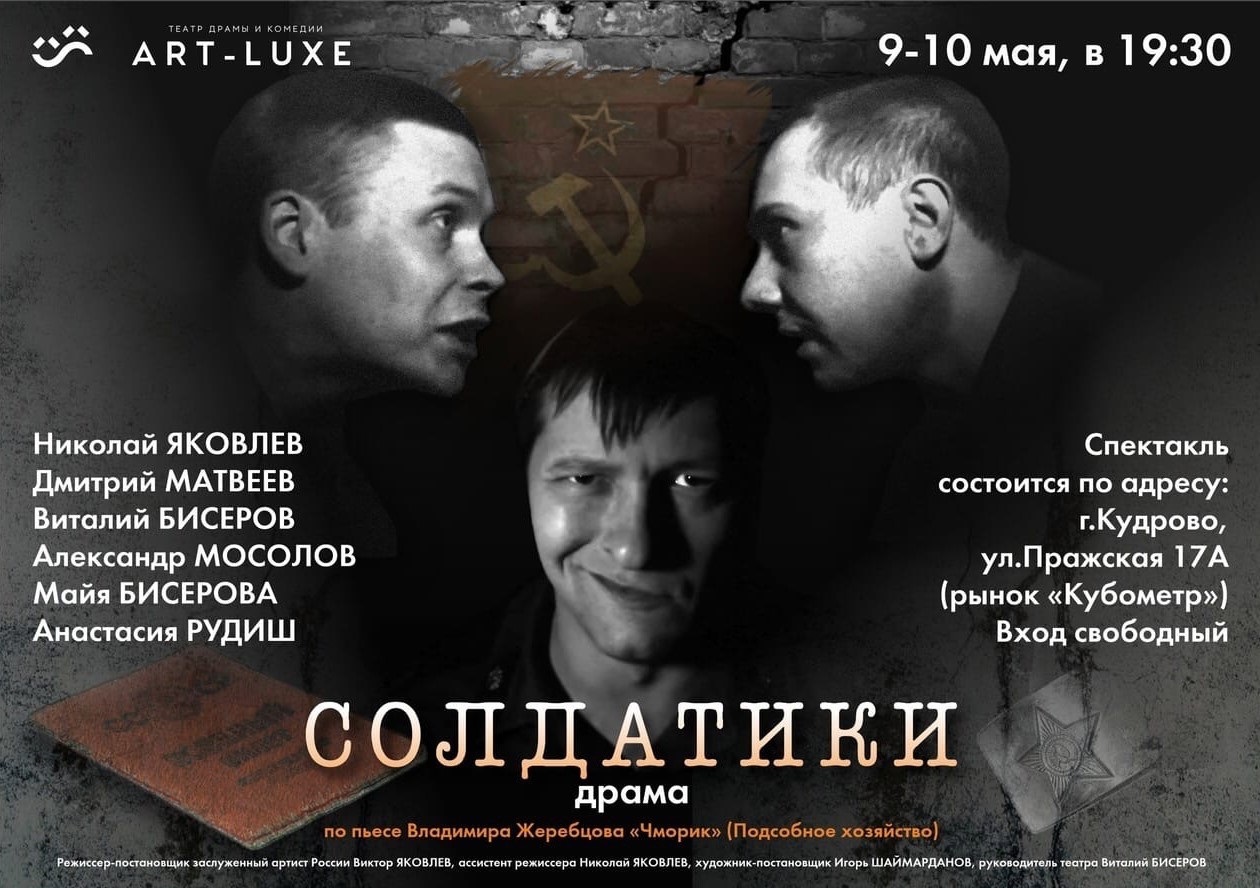 ТЕАТР ДРАМЫ И КОМЕДИИ
ART-LUXE
9-10 мая, в 19:30
Николай ЯКОВЛЕВ
Дмитрий МАТВЕЕВ
Виталий БИСЕРОВ
Александр МОСОЛОВ
Майя БИСЕРОВА
Анастасия РУДИШ
Спектакль
состоится по адресу:
г.Кудрово,
ул.Пражская 17А
(рынок «Кубометр»)
Вход свободный
СОЛДАТИКИ
драма
по пьесе Владимира Жеребцова «Чморик» (Подсобное хозяйство)
Режиссер-постановщик заслуженный артист России Виктор ЯКОВЛЕВ, ассистент режиссера Николай ЯКОВЛЕВ, художник-постановщик Игорь ШАЙМАРДАНОВ, руководитель театра Виталий БИСЕРОВ